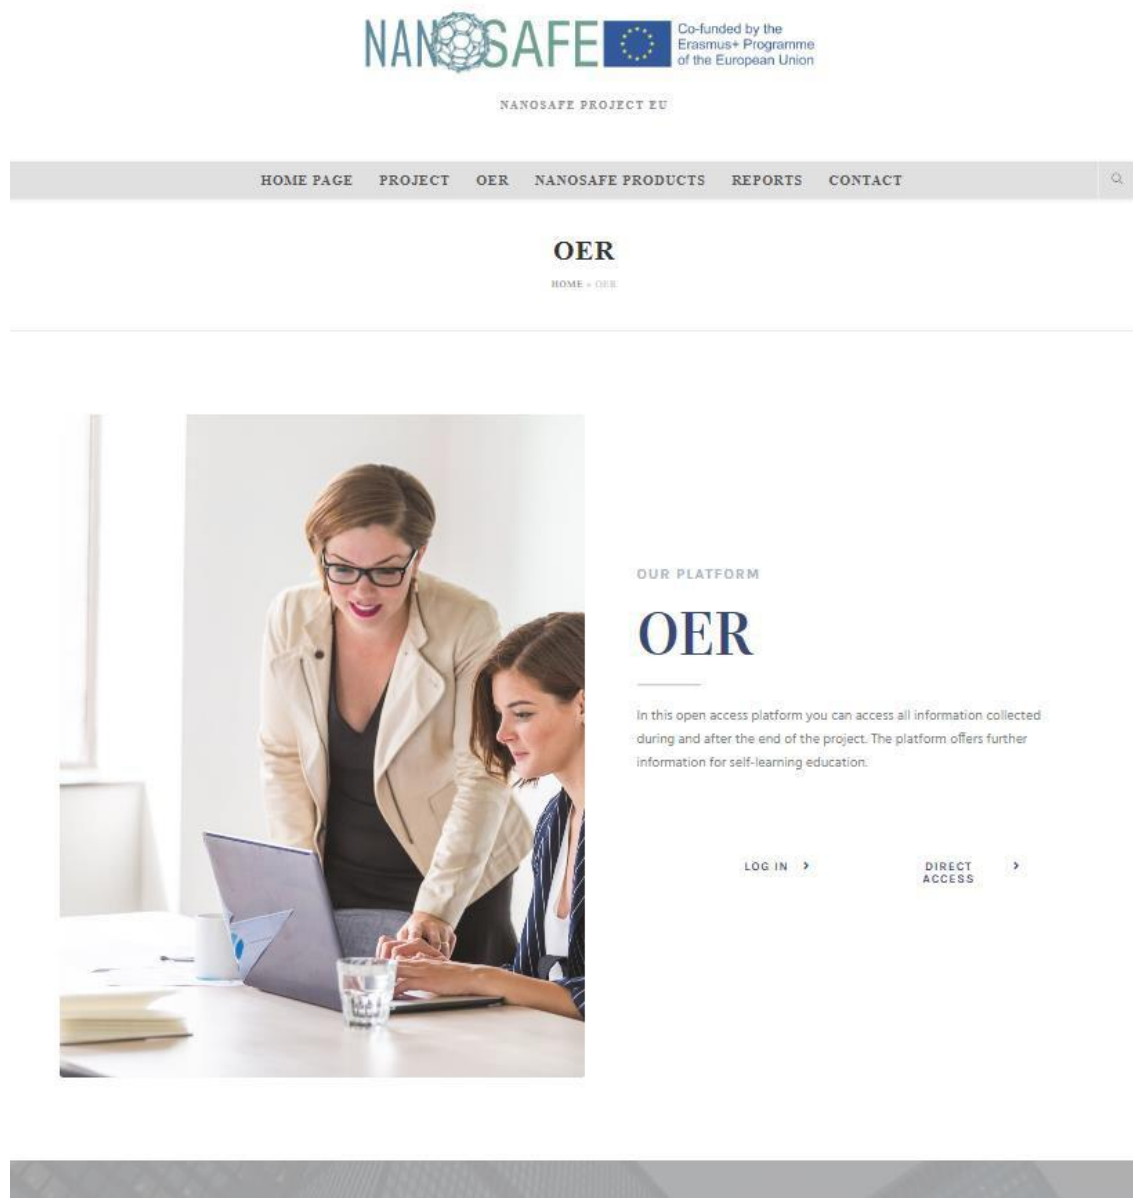 NANOSAFE
Co-funded by the
Erasmus+ Programme
of the European Union
NANOSAFE PROJECT EU
HOME PAGE PROJECT OER NANOSAFE PRODUCTS REPORTS CONTACT
OER
HOME » OER
OUR PLATFORM
OER
In this open access platform you can access all information collected
during and after the end of the project. The platform offers further
information for self-learning education.
LOG IN
DIRECT
ACCESS